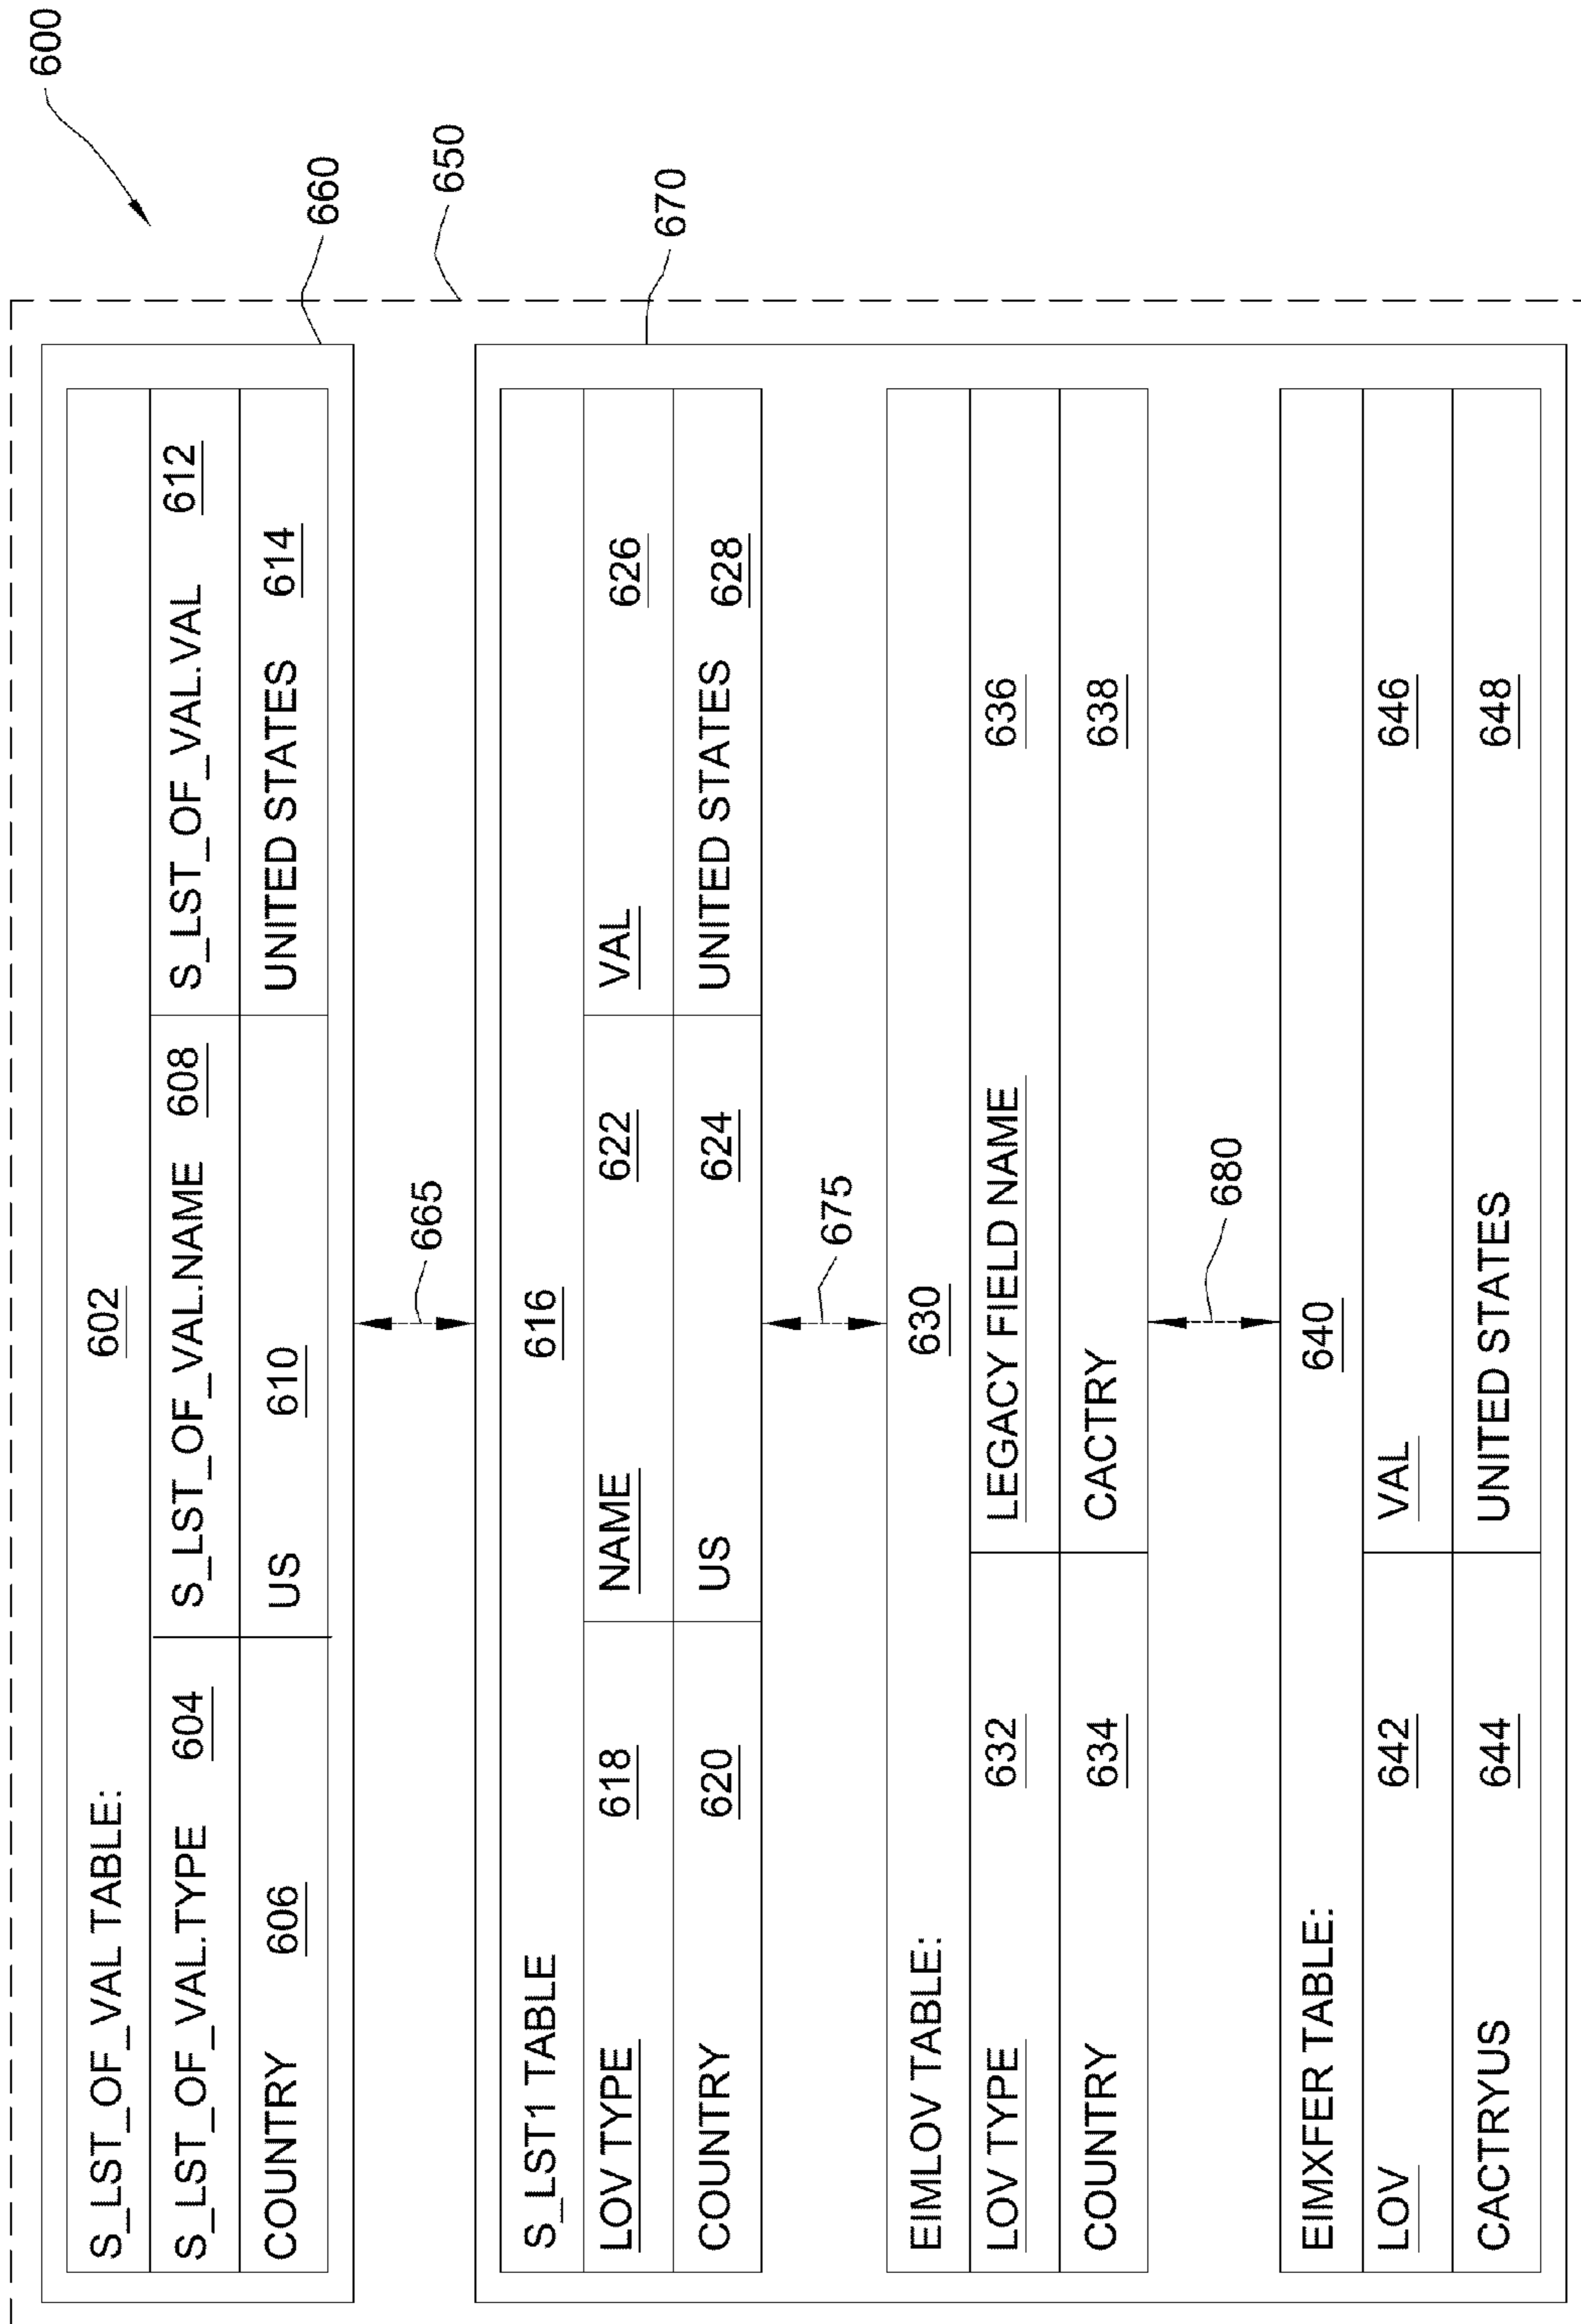 600
660
650
670
S_LST_OF_VAL TABLE: 602
S_LST_OF_VAL.TYPE 604 S_LST_OF_VAL.NAME 608 S_LST_OF_VAL.VAL 612
COUNTRY 606 US 610 UNITED STATES 614
665
S_LST1 TABLE 616
LOV TYPE 618 NAME 622 VAL 626
COUNTRY 620 US 624 UNITED STATES 628
675
EIMLOV TABLE: 630
LOV TYPE 632 LEGACY FIELD NAME 636
COUNTRY 634 CACTRY 638
680
EIMXFER TABLE: 640
LOV 642 VAL 646
CACTRYUS 644 UNITED STATES 648